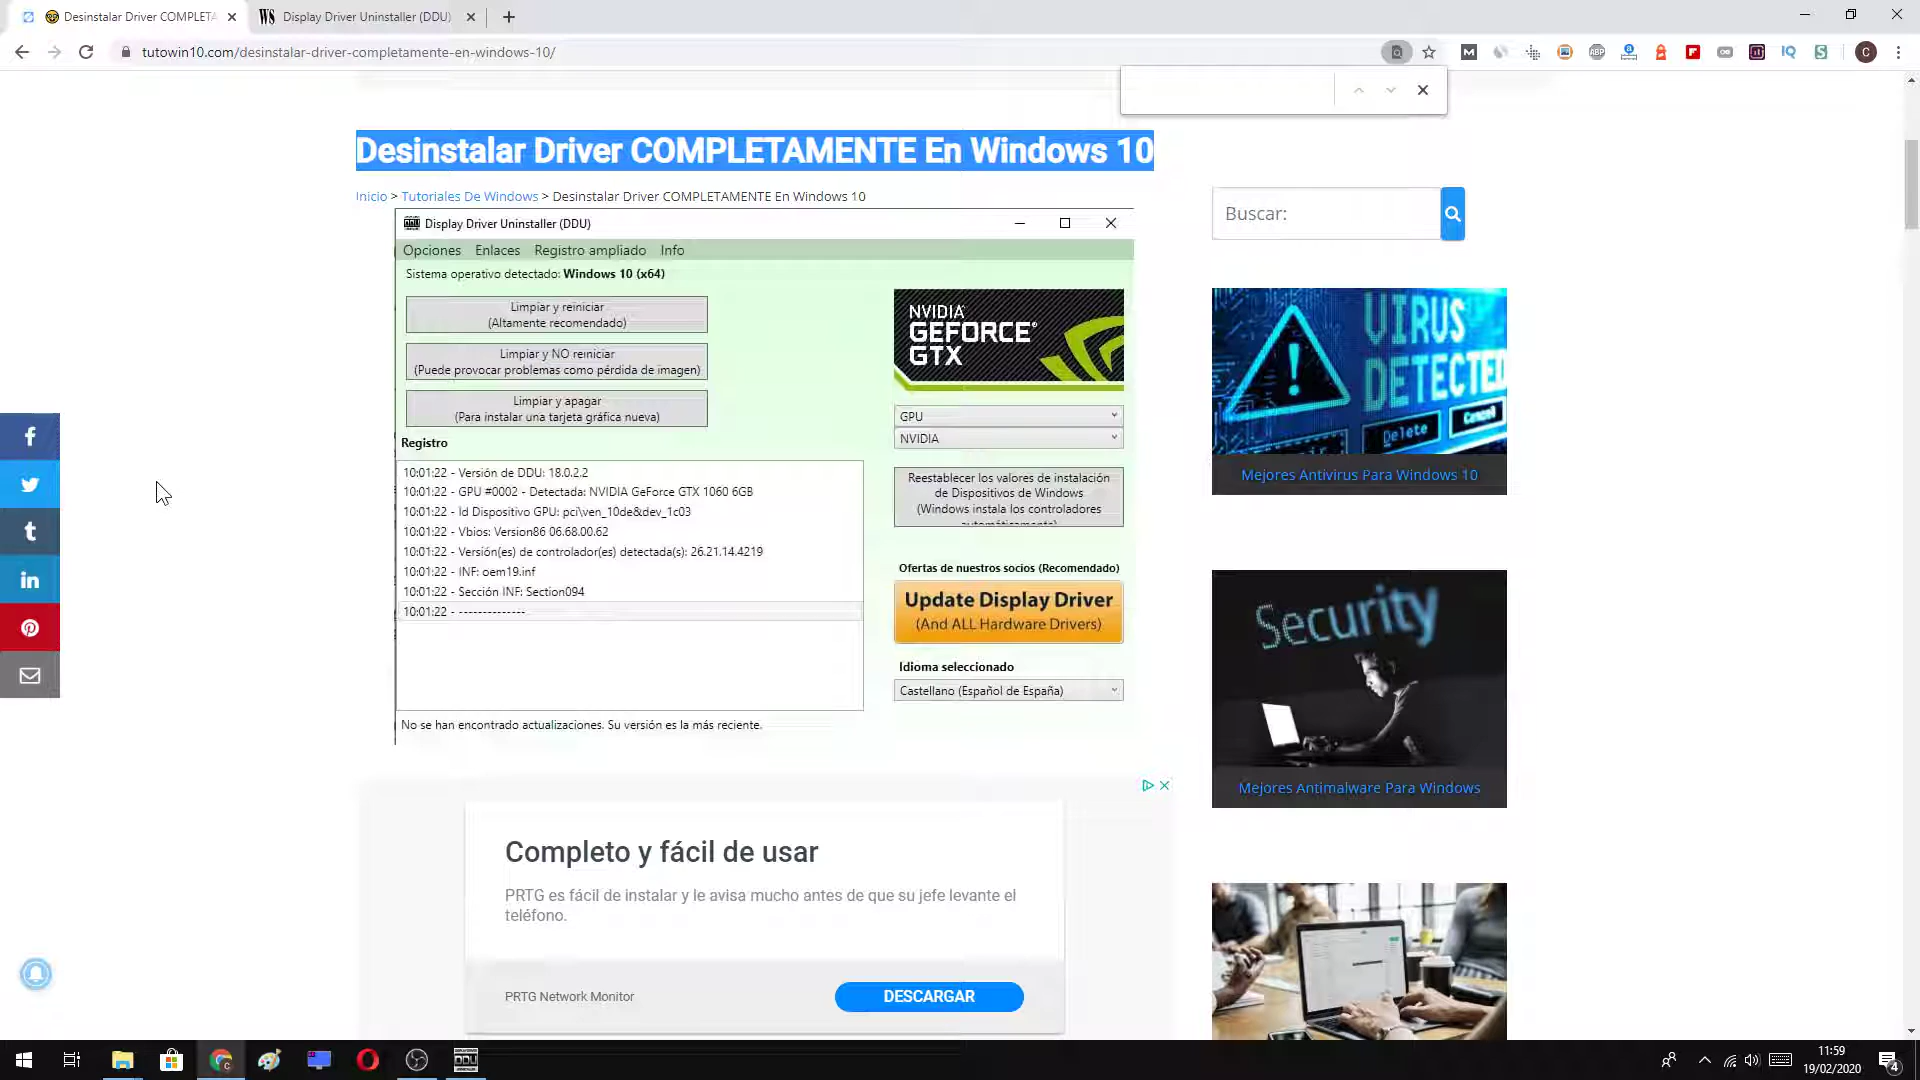 Desinstalar Driver COMPLETA
Display Driver Uninstaller (DDU)
tutowin10.com/desinstalar-driver-completamente-en-windows-10/
Desinstalar Driver COMPLETAMENTE En Windows 10
Inicio > Tutoriales De Windows > Desinstalar Driver COMPLETAMENTE En Windows 10
Buscar:
Display Driver Uninstaller (DDU)
Opciones Enlaces Registro ampliado Info
Sistema operativo detectado: Windows 10 (x64)
Limpiar y reiniciar
(Altamente recomendado)
Limpiar y NO reiniciar
(Puede provocar problemas como pérdida de imagen)
Limpiar y apagar
(Para instalar una tarjeta gráfica nueva)
Registro
10:01:22 - Versión de DDU: 18.0.2.2
10:01:22 - GPU #0002 - Detectada: NVIDIA GeForce GTX 1060 6GB
10:01:22 - Id Dispositivo GPU: pci\ven_10de&dev_1c03
10:01:22 - Vbios: Version86 06.68.00.62
10:01:22 - Versión(es) de controlador(es) detectada(s): 26.21.14.4219
10:01:22 - INF: oem19.inf
10:01:22 - Sección INF: Section094
10:01:22 - --------------
No se han encontrado actualizaciones. Su versión es la más reciente.
NVIDIA
GEFORCE
GTX
GPU
NVIDIA
Reestablecer los valores de instalación
de Dispositivos de Windows
(Windows instala los controladores
automáticamente)
Ofertas de nuestros socios (Recomendado)
Update Display Driver
(And ALL Hardware Drivers)
Idioma seleccionado
Castellano (Español de España)
VIRUS
DETECTED
Delete
Cancel
Mejores Antivirus Para Windows 10
Security
Mejores Antimalware Para Windows
Completo y fácil de usar
PRTG es fácil de instalar y le avisa mucho antes de que su jefe levante el
teléfono.
PRTG Network Monitor
DESCARGAR
11:59
19/02/2020
4